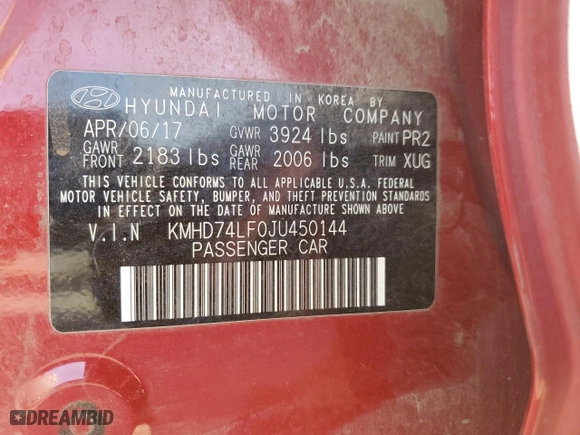 MANUFACTURED IN KOREA BY
HYUNDAI MOTOR COMPANY
APR/06/17 GVWR 3924 lbs PAINT PR2
GAWR FRONT 2183 lbs GAWR REAR 2006 lbs TRIM XUG
THIS VEHICLE CONFORMS TO ALL APPLICABLE U.S.A. FEDERAL
MOTOR VEHICLE SAFETY, BUMPER, AND THEFT PREVENTION STANDARDS
IN EFFECT ON THE DATE OF MANUFACTURE SHOWN ABOVE.
V.I.N KMHD74LF0JU450144
PASSENGER CAR
DREAMBID